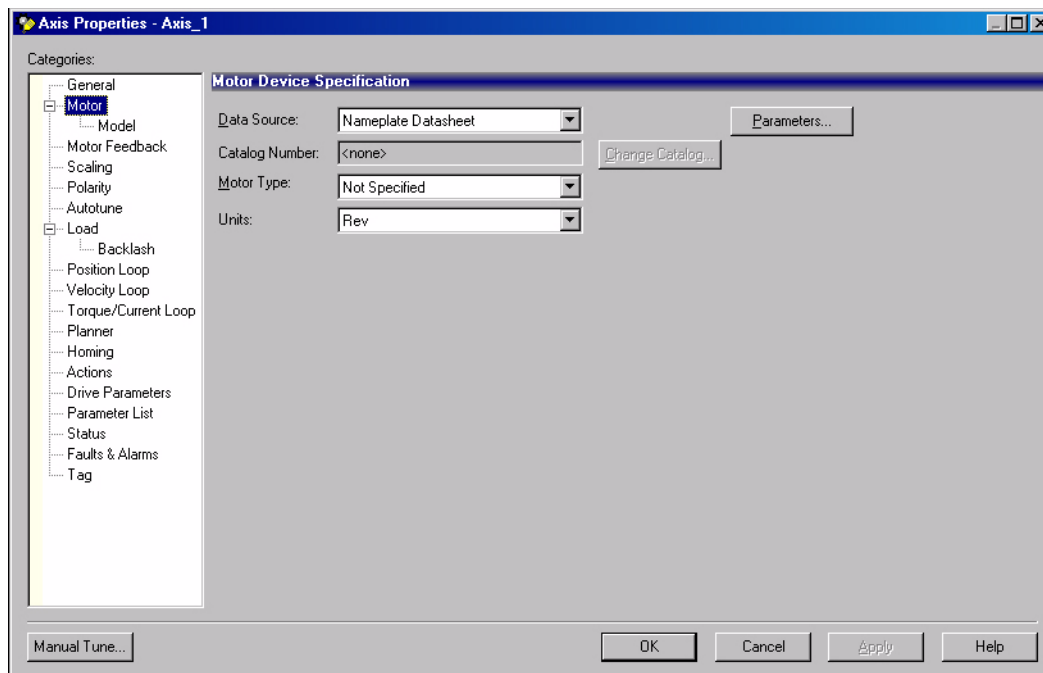 Axis Properties - Axis_1
Categories:
General
Motor
Model
Motor Feedback
Scaling
Polarity
Autotune
Load
Backlash
Position Loop
Velocity Loop
Torque/Current Loop
Planner
Homing
Actions
Drive Parameters
Parameter List
Status
Faults & Alarms
Tag
Motor Device Specification
Data Source: Nameplate Datasheet Parameters...
Catalog Number: <none> Change Catalog...
Motor Type: Not Specified
Units: Rev
Manual Tune... OK Cancel Apply Help